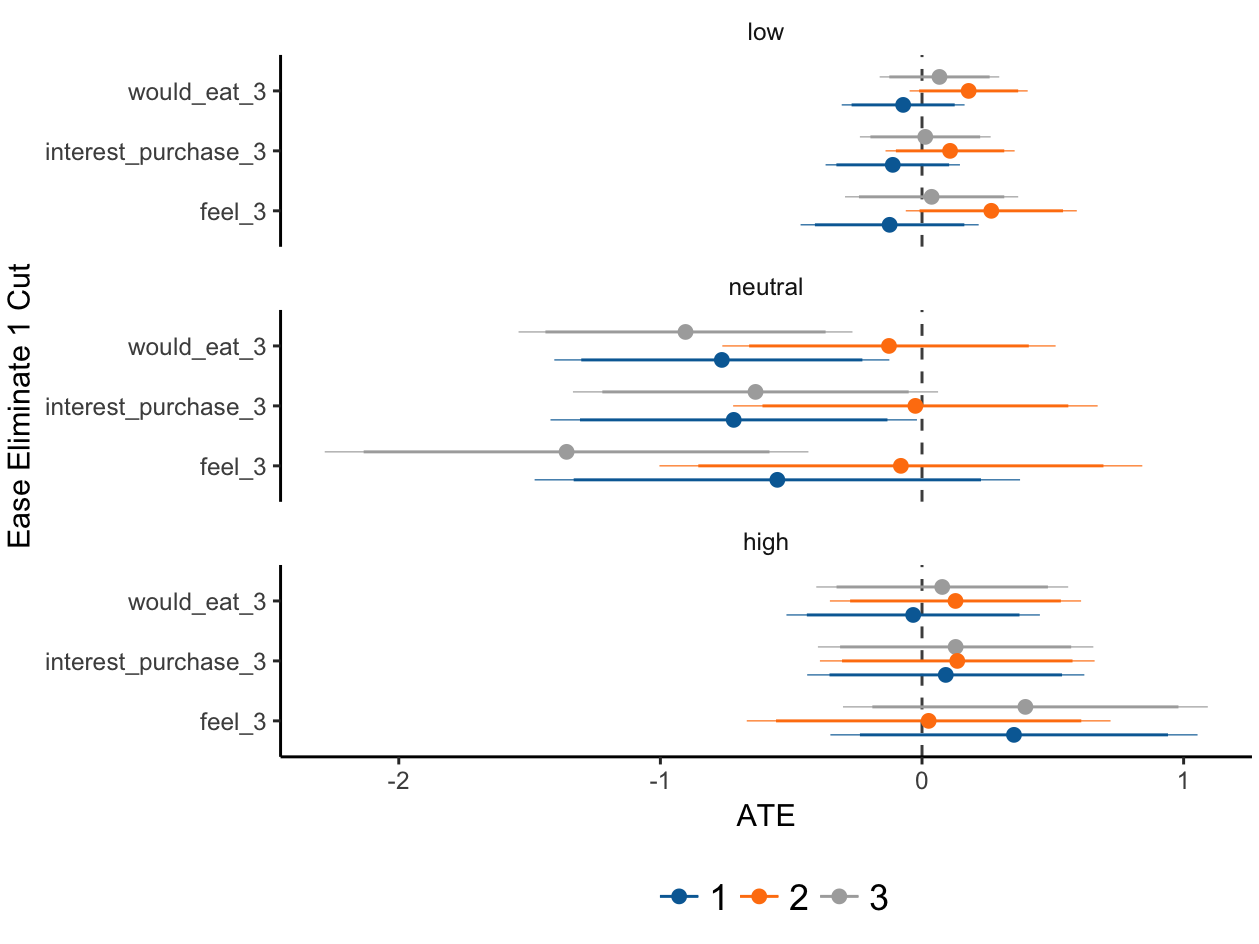 low
would_eat_3
interest_purchase_3
feel_3
neutral
would_eat_3
interest_purchase_3
feel_3
high
would_eat_3
interest_purchase_3
feel_3
Ease Eliminate 1 Cut
-2 -1 0 1
ATE
1 2 3